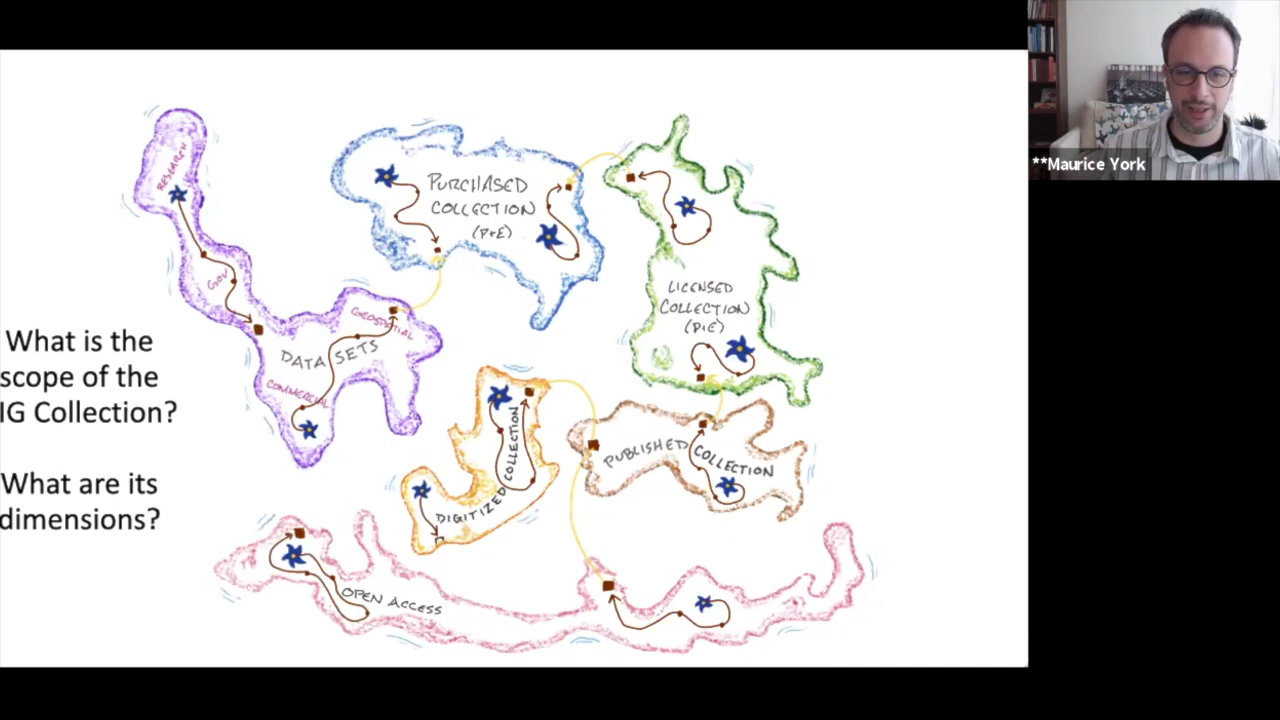 What is the
scope of the
IG Collection?
What are its
dimensions?
RESEARCH
GOV
DATA SETS
GEOSPATIAL
COMMERCIAL
PURCHASED
COLLECTION
(P+E)
LICENSED
COLLECTION
(P/E)
DIGITIZED COLLECTION
PUBLISHED COLLECTION
OPEN ACCESS
**Maurice York